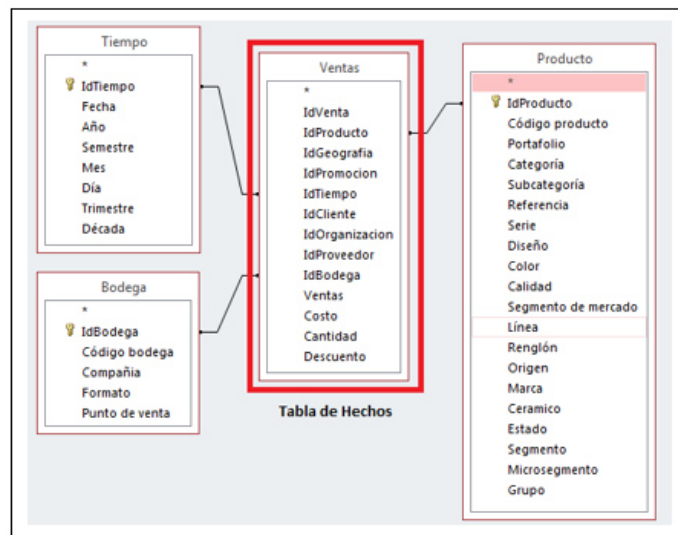 Tiempo
*
IdTiempo
Fecha
Año
Semestre
Mes
Día
Trimestre
Década
Bodega
*
IdBodega
Código bodega
Compañia
Formato
Punto de venta
Ventas
*
IdVenta
IdProducto
IdGeografia
IdPromocion
IdTiempo
IdCliente
IdOrganizacion
IdProveedor
IdBodega
Ventas
Costo
Cantidad
Descuento
Tabla de Hechos
Producto
*
IdProducto
Código producto
Portafolio
Categoría
Subcategoría
Referencia
Serie
Diseño
Color
Calidad
Segmento de mercado
Línea
Renglón
Origen
Marca
Ceramico
Estado
Segmento
Microsegmento
Grupo